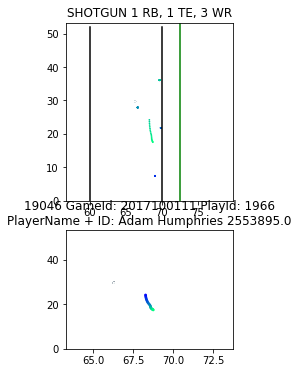 SHOTGUN 1 RB, 1 TE, 3 WR
50
40
30
20
10
0
60 65 70 75
19046 GameId: 2017100111 PlayId: 1966
PlayerName + ID: Adam Humphries 2553895.0
40
20
0
65.0 67.5 70.0 72.5